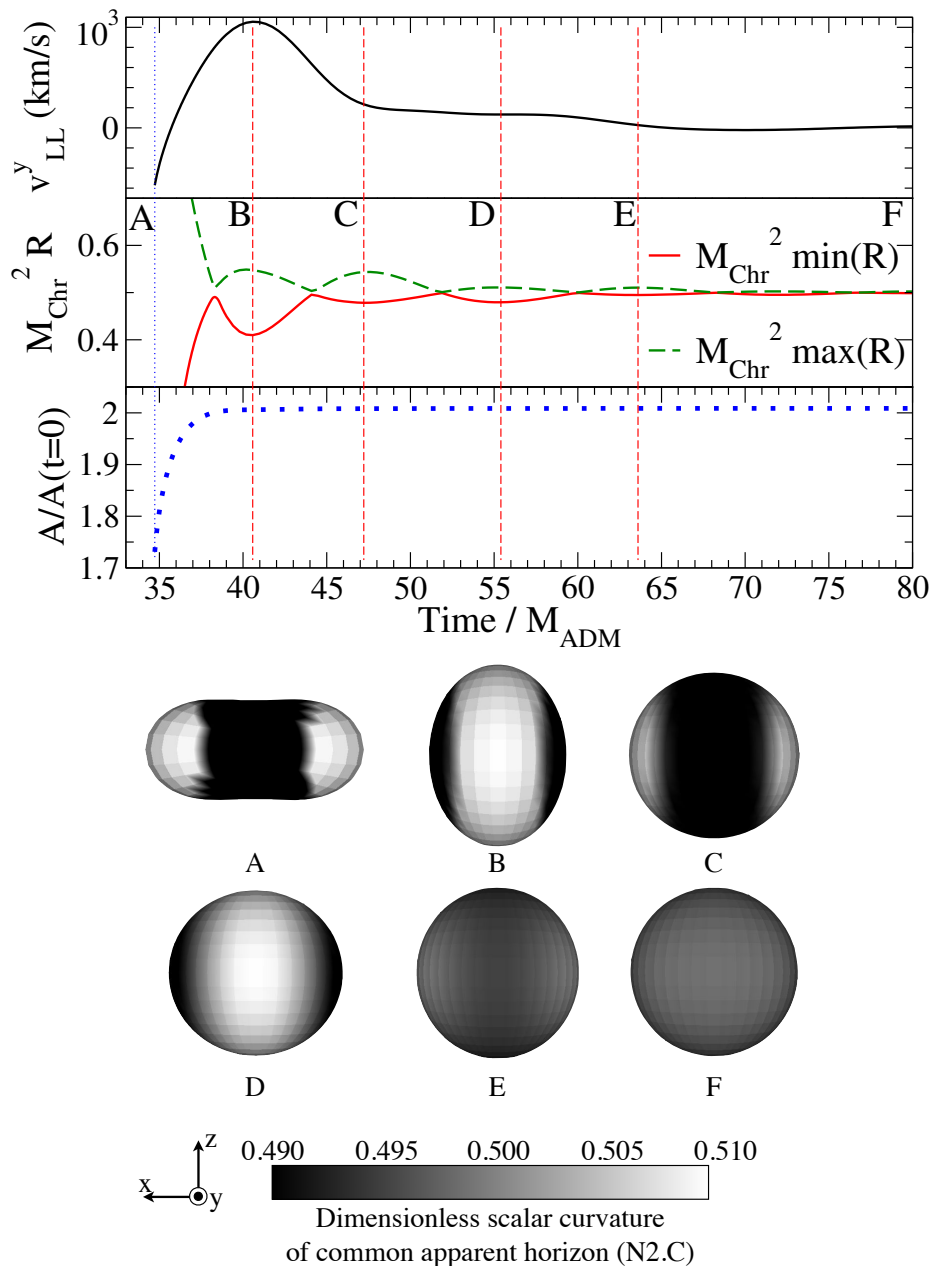 10³
0
v^y_LL (km/s)
A B C D E F
0.6
0.4
M_Chr² R
M_Chr² min(R)
M_Chr² max(R)
2
1.9
1.8
1.7
A/A(t=0)
35 40 45 50 55 60 65 70 75 80
Time / M_ADM
A B C
D E F
0.490 0.495 0.500 0.505 0.510
z
x
y
Dimensionless scalar curvature
of common apparent horizon (N2.C)